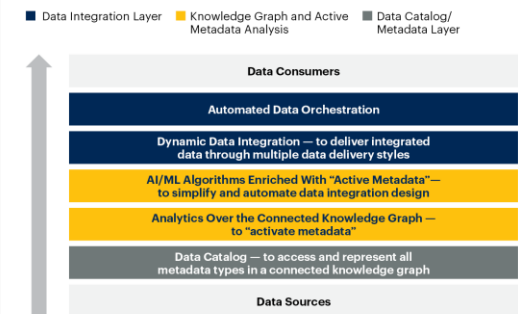 Data Integration Layer
Knowledge Graph and Active
Metadata Analysis
Data Catalog/
Metadata Layer
Data Consumers
Automated Data Orchestration
Dynamic Data Integration — to deliver integrated
data through multiple data delivery styles
AI/ML Algorithms Enriched With “Active Metadata”—
to simplify and automate data integration design
Analytics Over the Connected Knowledge Graph —
to “activate metadata”
Data Catalog — to access and represent all
metadata types in a connected knowledge graph
Data Sources